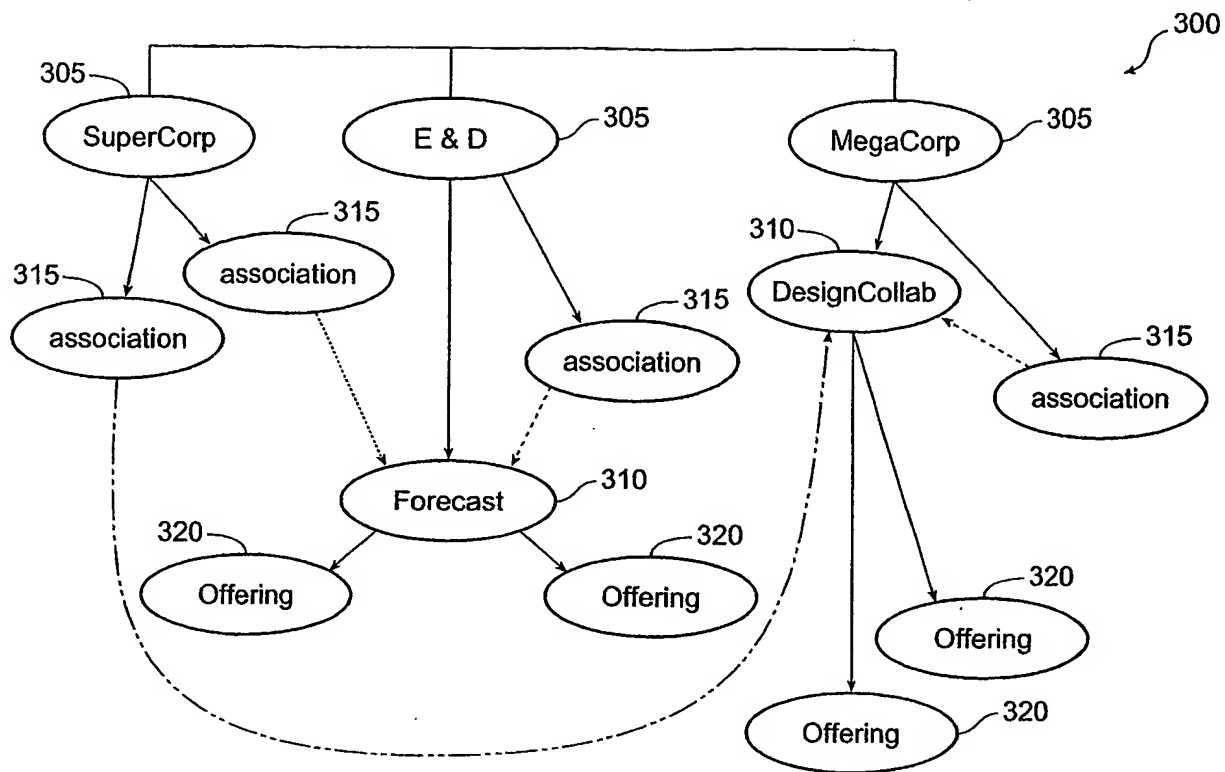 300
305
SuperCorp
E & D
305
MegaCorp
305
315
association
315
association
315
association
310
DesignCollab
315
association
Forecast
310
320
Offering
320
Offering
320
Offering
Offering
320